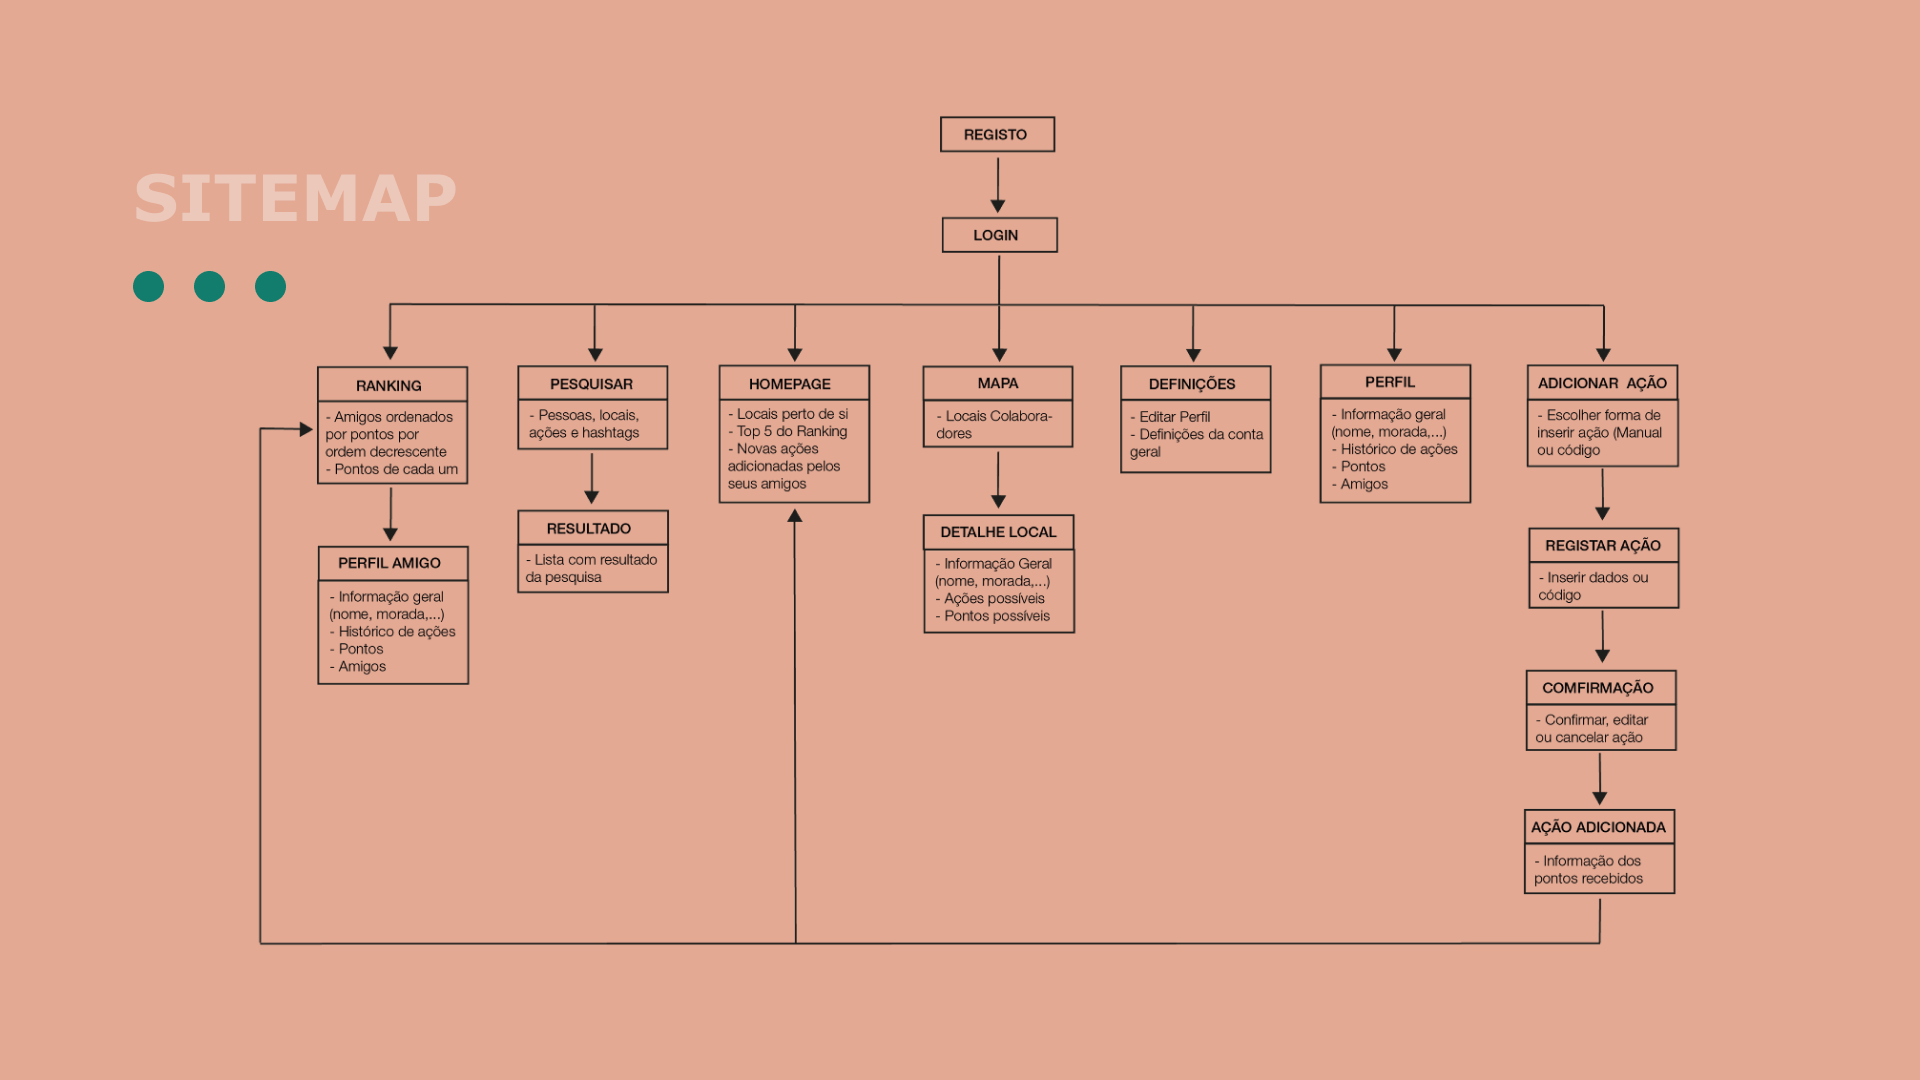 SITEMAP
REGISTO
LOGIN
RANKING
- Amigos ordenados
por pontos por
ordem decrescente
- Pontos de cada um
PERFIL AMIGO
- Informação geral
(nome, morada,...)
- Histórico de ações
- Pontos
- Amigos
PESQUISAR
- Pessoas, locais,
ações e hashtags
RESULTADO
- Lista com resultado
da pesquisa
HOMEPAGE
- Locais perto de si
- Top 5 do Ranking
- Novas ações
adicionadas pelos
seus amigos
MAPA
- Locais Colabora-
dores
DETALHE LOCAL
- Informação Geral
(nome, morada,...)
- Ações possíveis
- Pontos possíveis
DEFINIÇÕES
- Editar Perfil
- Definições da conta
geral
PERFIL
- Informação geral
(nome, morada,...)
- Histórico de ações
- Pontos
- Amigos
ADICIONAR AÇÃO
- Escolher forma de
inserir ação (Manual
ou código
REGISTAR AÇÃO
- Inserir dados ou
código
COMFIRMAÇÃO
- Confirmar, editar
ou cancelar ação
AÇÃO ADICIONADA
- Informação dos
pontos recebidos